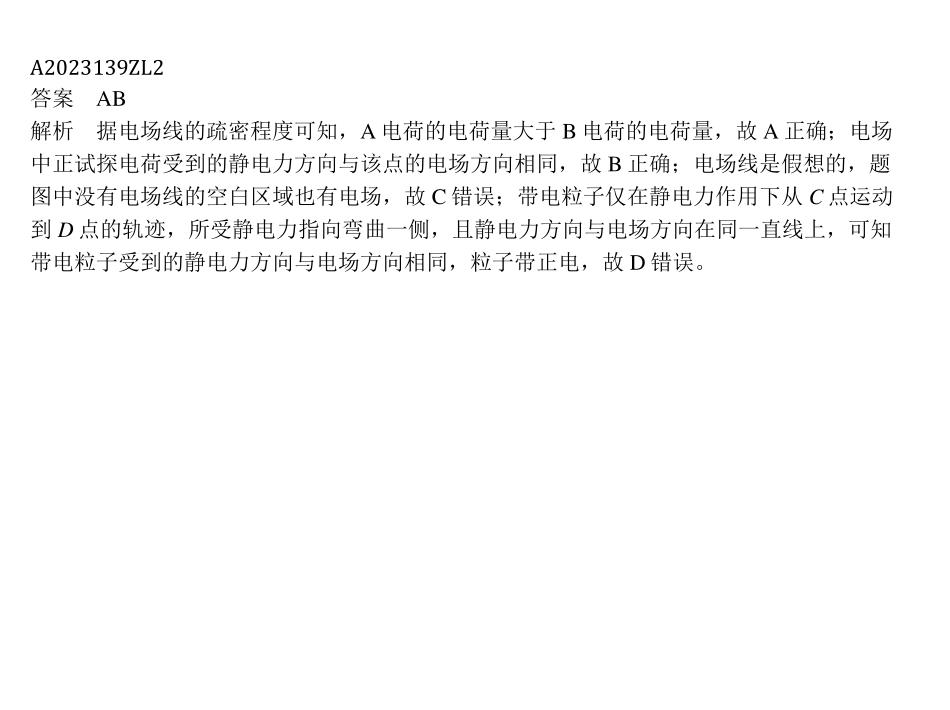 A2023139ZL2
答案　AB
解析　据电场线的疏密程度可知，A 电荷的电荷量大于 B 电荷的电荷量，故 A 正确；电场
中正试探电荷受到的静电力方向与该点的电场方向相同，故 B 正确；电场线是假想的，题
图中没有电场线的空白区域也有电场，故 C 错误；带电粒子仅在静电力作用下从 C 点运动
到 D 点的轨迹，所受静电力指向弯曲一侧，且静电力方向与电场方向在同一直线上，可知
带电粒子受到的静电力方向与电场方向相同，粒子带正电，故 D 错误。